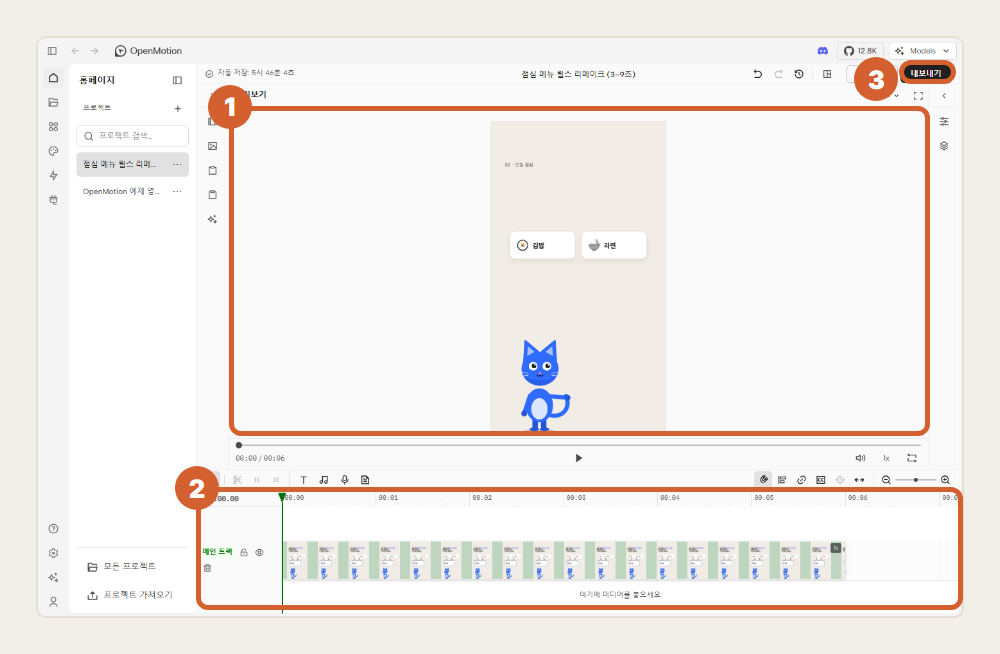 OpenMotion
12.8K
Models
홈페이지
자동 저장: 5시 46분 4초
점심 메뉴 릴스 리메이크 (3-9초)
3
내보내기
프로젝트
1
프로젝트 검색...
점심 메뉴 릴스 리메...
OpenMotion 예제 영...
김밥
라면
00:00 / 00:06
1x
2
00:00
00:01
00:02
00:03
00:04
00:05
00:06
메인 트랙
fx
모든 프로젝트
프로젝트 가져오기
여기에 미디어를 놓으세요